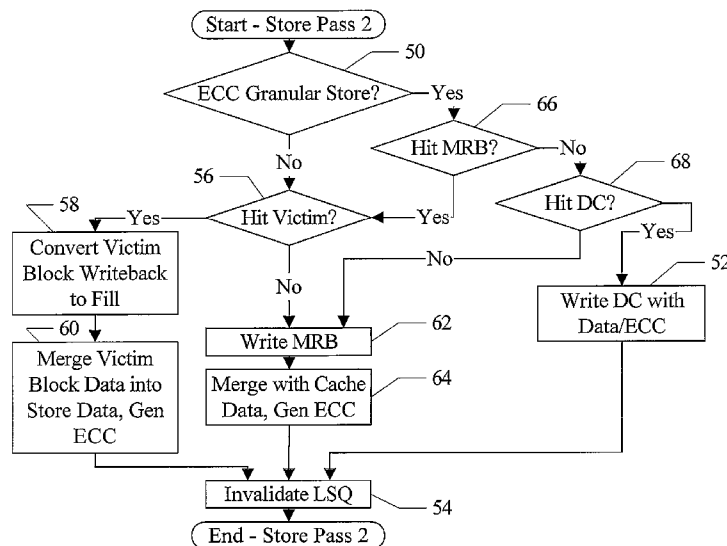 Start - Store Pass 2
50
ECC Granular Store?
Yes
66
Hit MRB?
No
68
No
56
Hit DC?
58
Yes
Hit Victim?
Yes
Yes
Convert Victim
Block Writeback
to Fill
No
No
52
Write DC with
Data/ECC
60
62
Write MRB
Merge Victim
Block Data into
Store Data, Gen
ECC
64
Merge with Cache
Data, Gen ECC
Invalidate LSQ
54
End - Store Pass 2